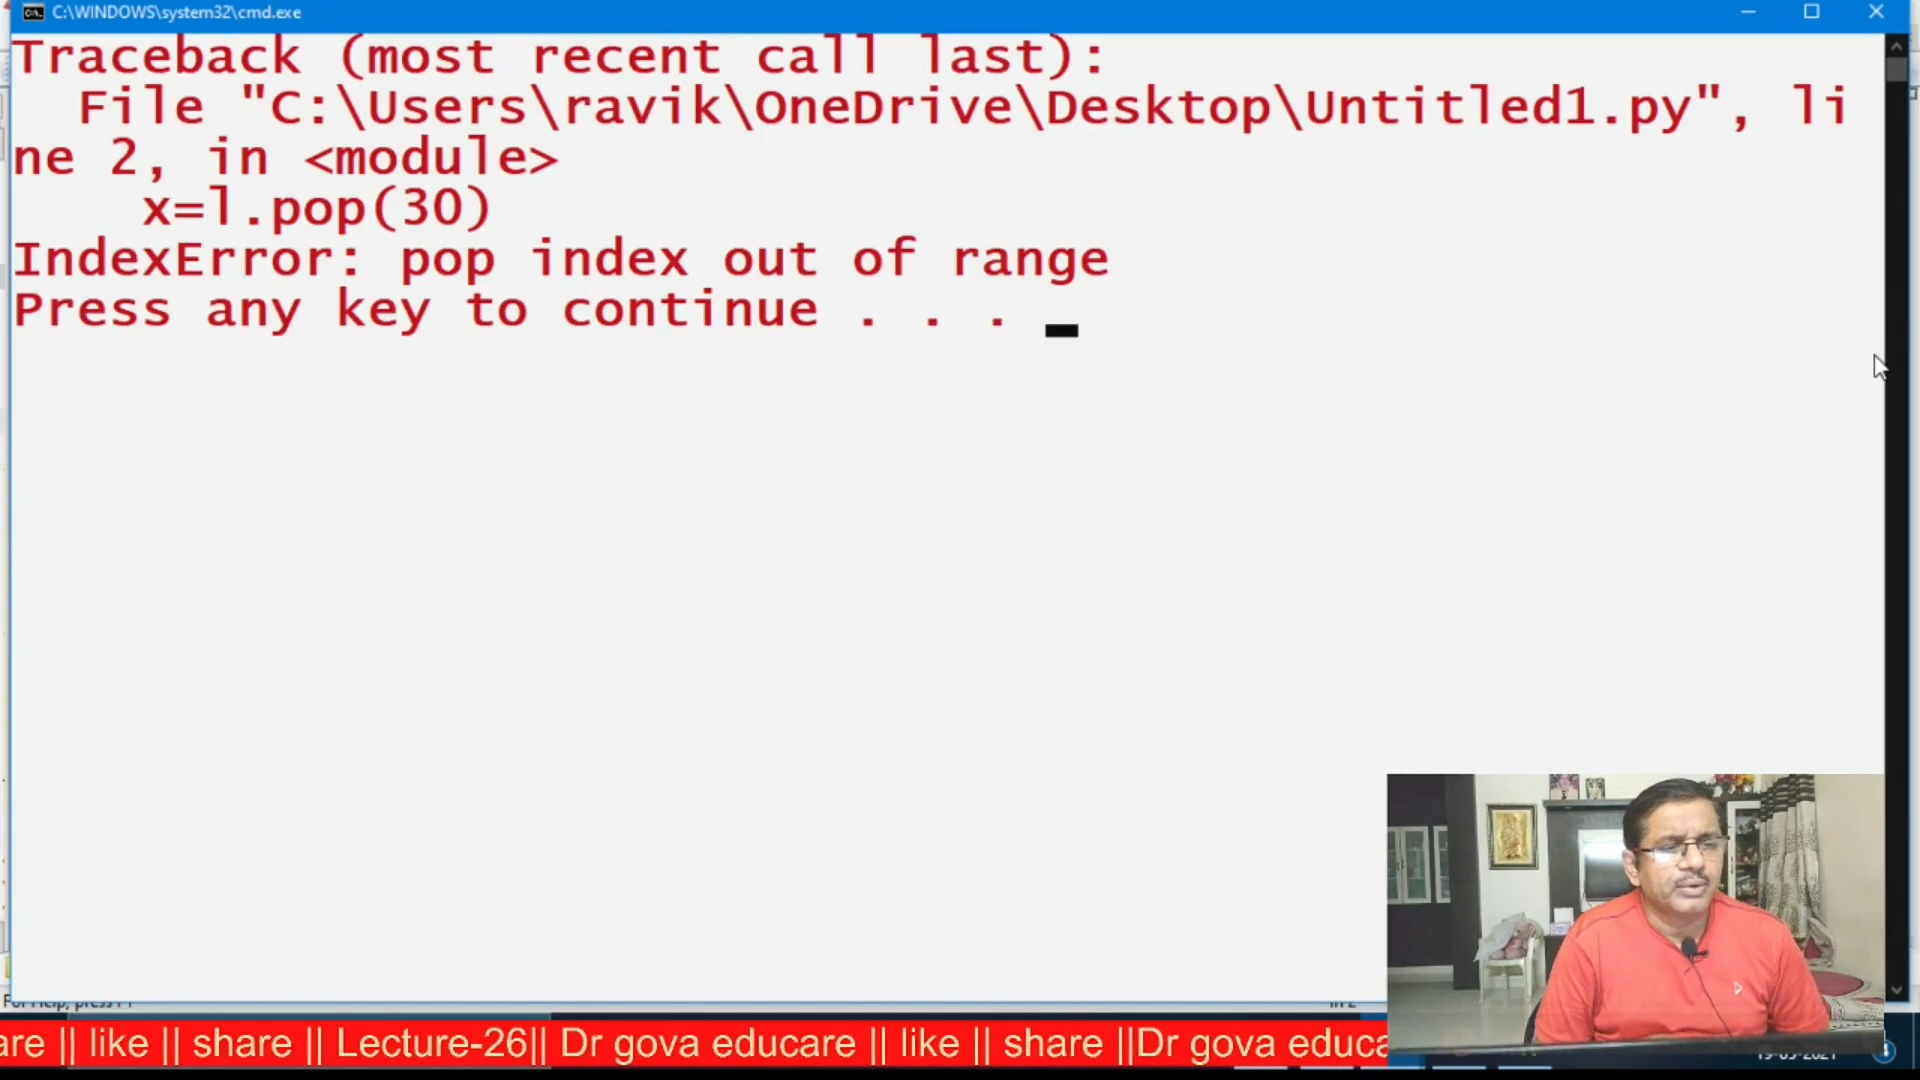 C:\WINDOWS\system32\cmd.exe
Traceback (most recent call last):
File "C:\Users\ravik\OneDrive\Desktop\Untitled1.py", li
ne 2, in <module>
x=l.pop(30)
IndexError: pop index out of range
Press any key to continue . . .
are || like || share || Lecture-26|| Dr gova educare || like || share ||Dr gova educa